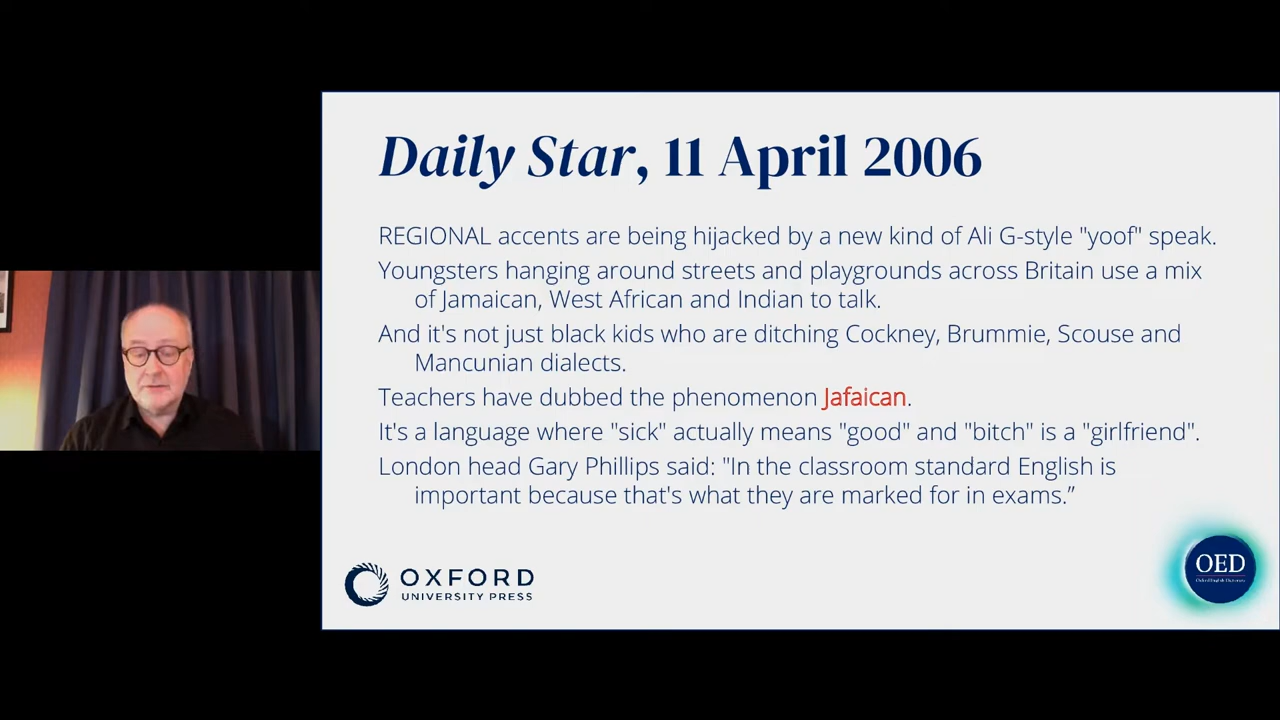 Daily Star, 11 April 2006
REGIONAL accents are being hijacked by a new kind of Ali G-style "yoof" speak.
Youngsters hanging around streets and playgrounds across Britain use a mix
of Jamaican, West African and Indian to talk.
And it's not just black kids who are ditching Cockney, Brummie, Scouse and
Mancunian dialects.
Teachers have dubbed the phenomenon Jafaican.
It's a language where "sick" actually means "good" and "bitch" is a "girlfriend".
London head Gary Phillips said: "In the classroom standard English is
important because that's what they are marked for in exams.”
OXFORD
UNIVERSITY PRESS
OED
Oxford English Dictionary